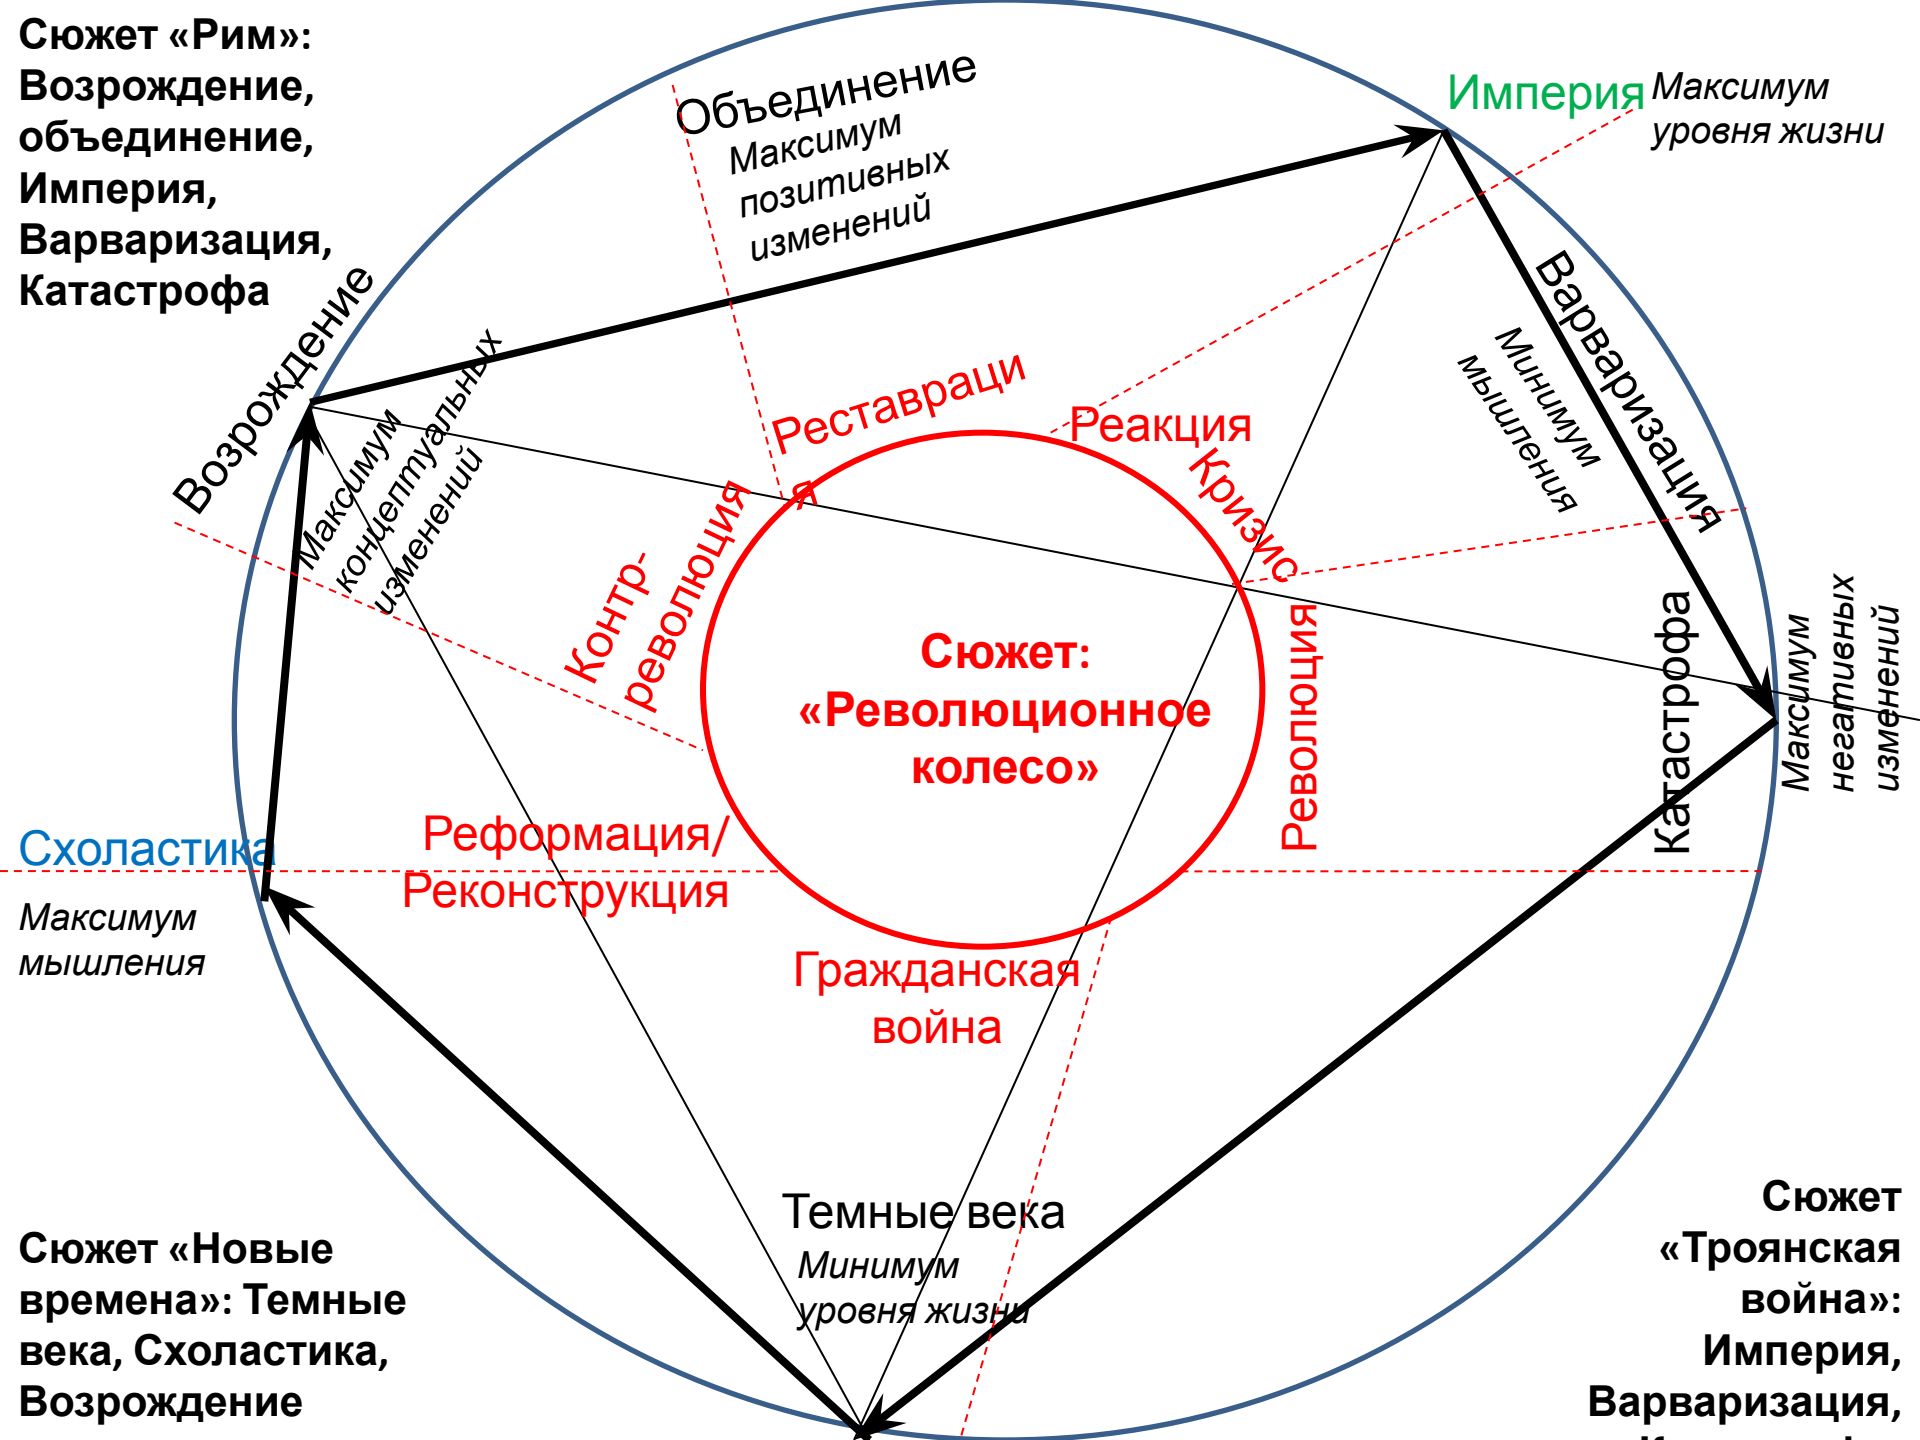 Сюжет «Рим»:
Возрождение,
объединение,
Империя,
Варваризация,
Катастрофа
Объединение
Максимум
позитивных
изменений
Империя
Максимум
уровня жизни
Возрождение
Максимум
концептуальных
изменений
Варваризация
Минимум
мышления
Реставраци
я
Реакция
Кризис
Контр-
революция
Революция
Сюжет:
«Революционное
колесо»
Катастрофа
Максимум
негативных
изменений
Схоластика
Максимум
мышления
Реформация/
Реконструкция
Гражданская
война
Темные века
Минимум
уровня жизни
Сюжет «Новые
времена»: Темные
века, Схоластика,
Возрождение
Сюжет
«Троянская
война»:
Империя,
Варваризация,